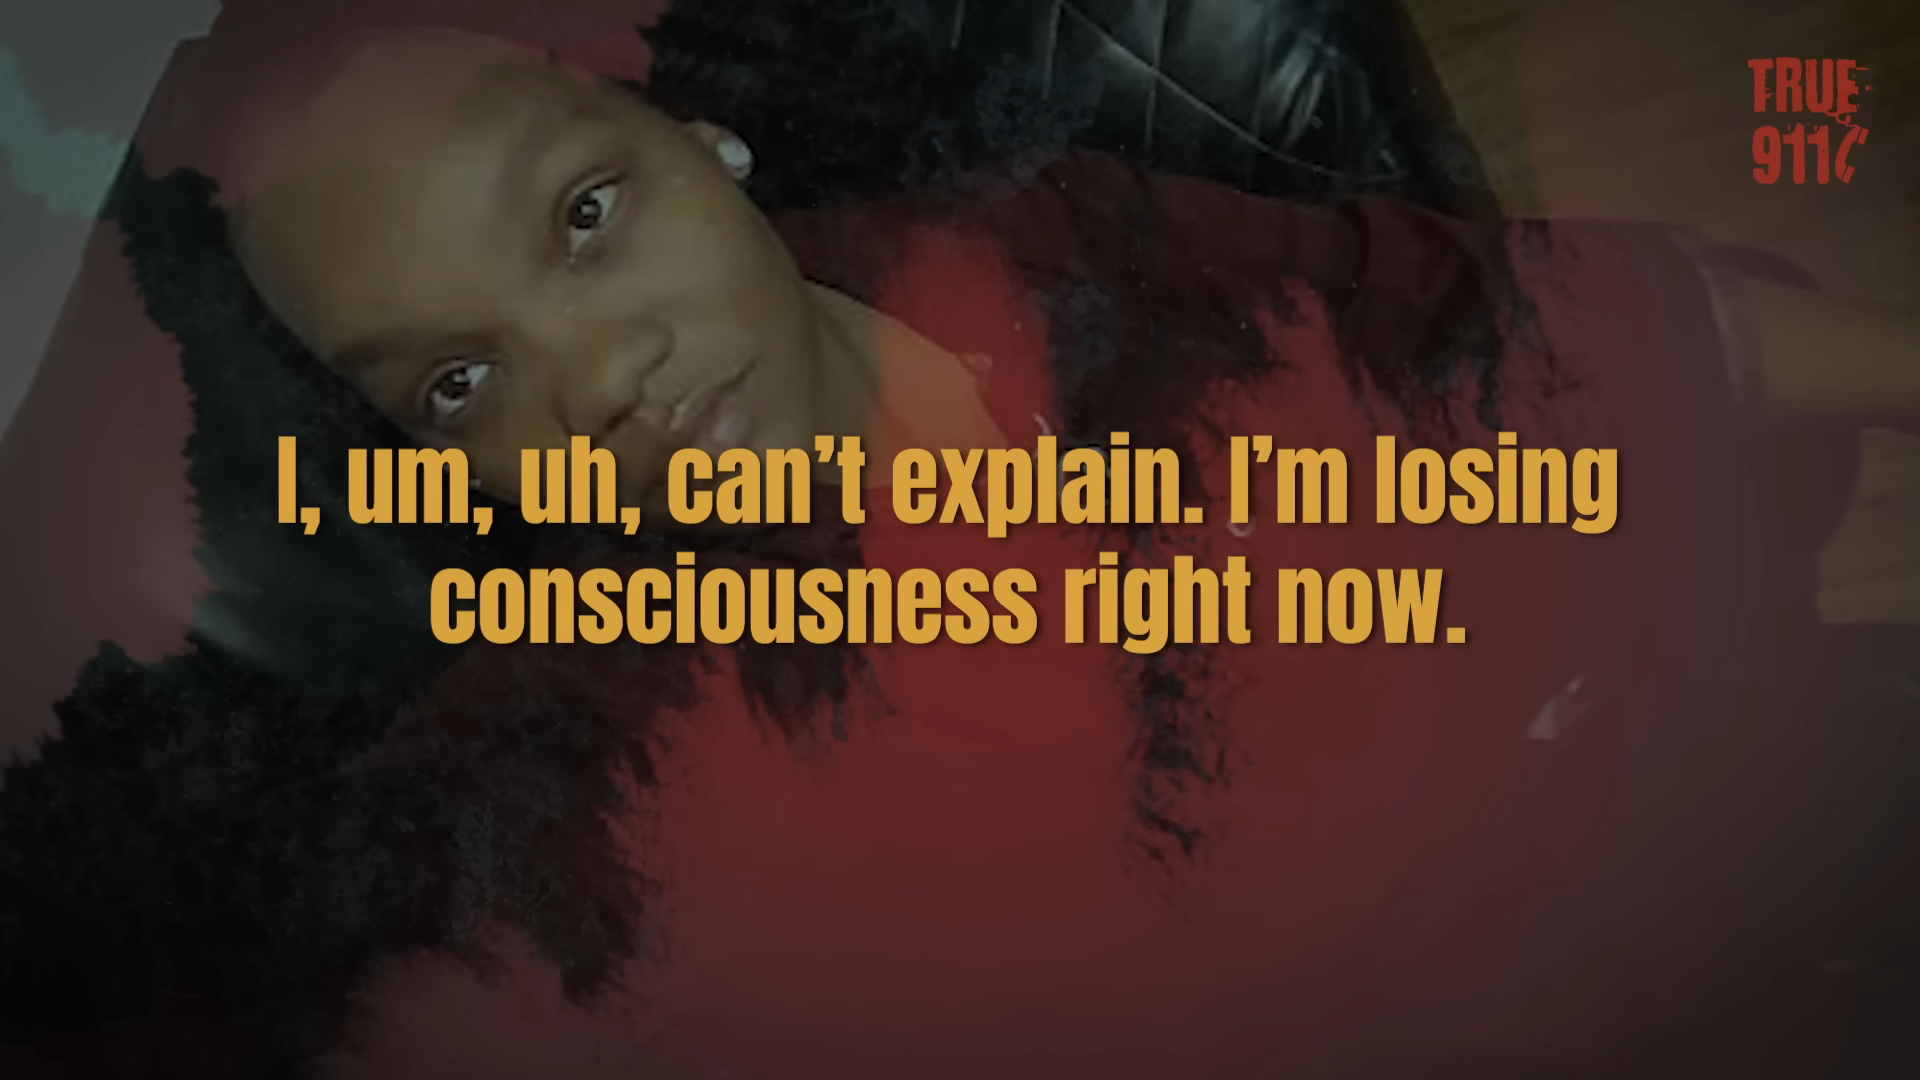 TRUE
911
I, um, uh, can’t explain. I’m losing
consciousness right now.